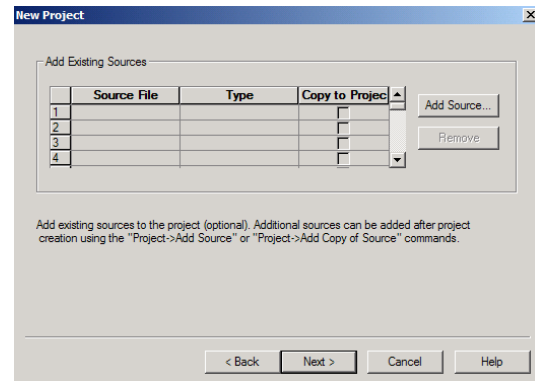 New Project
Add Existing Sources
Source File Type Copy to Projec
Add Source...
1
2
Remove
3
4
Add existing sources to the project (optional). Additional sources can be added after project
creation using the "Project->Add Source" or "Project->Add Copy of Source" commands.
< Back Next > Cancel Help